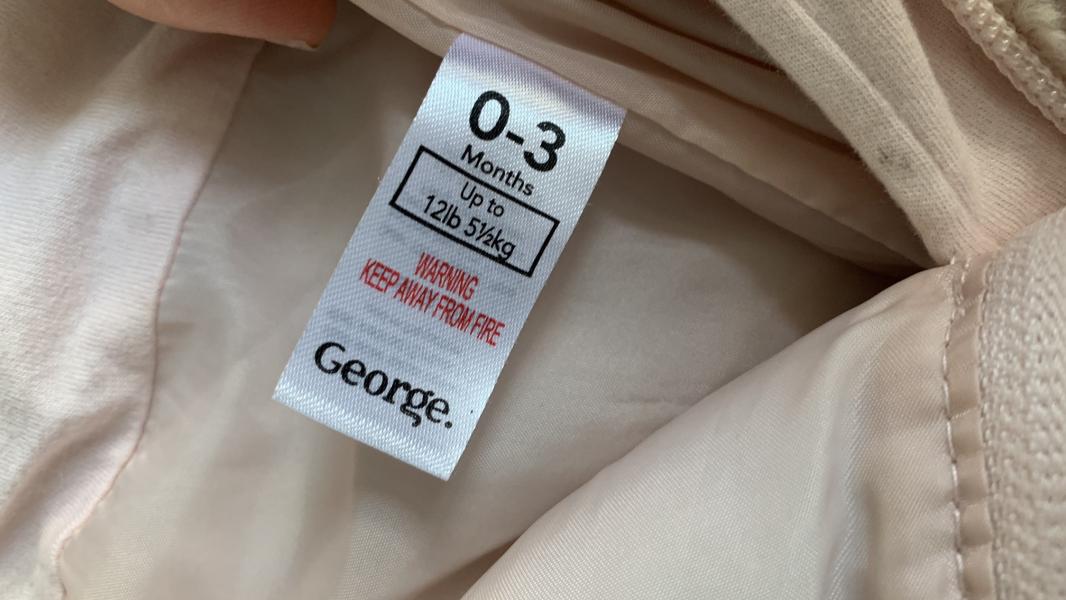 0-3
Months
Up to
12lb 5½kg
WARNING
KEEP AWAY FROM FIRE
George.